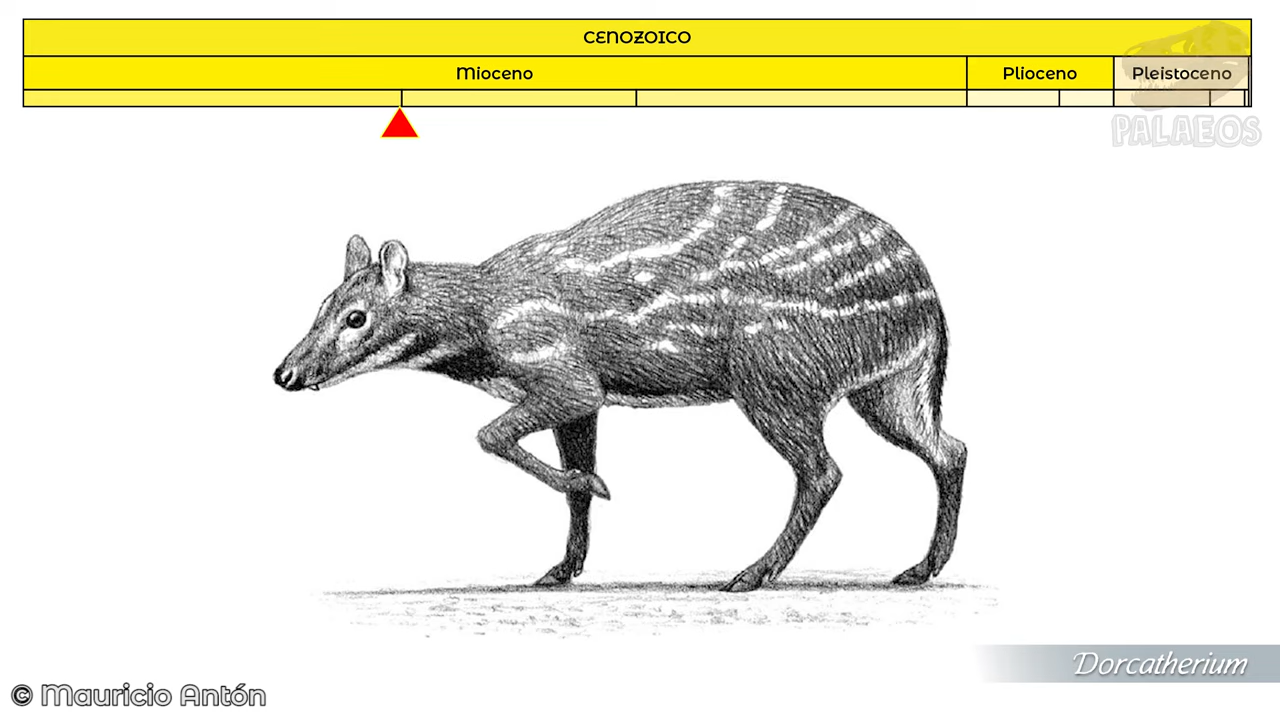 CENOZOICO
Mioceno Plioceno Pleistoceno
PALAEOS
Dorcatherium
© Mauricio Antón